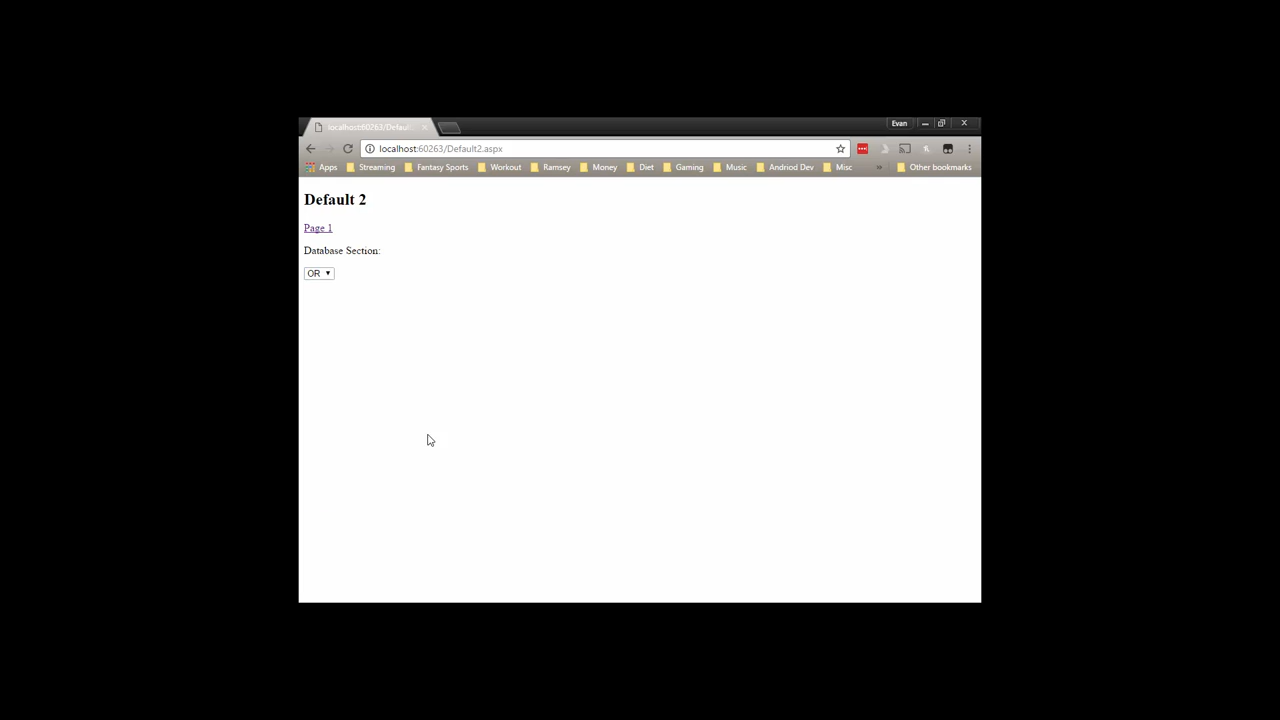 localhost:60263/Defaul
Evan
localhost:60263/Default2.aspx
Apps Streaming Fantasy Sports Workout Ramsey Money Diet Gaming Music Andriod Dev Misc » Other bookmarks
Default 2
Page 1
Database Section:
OR